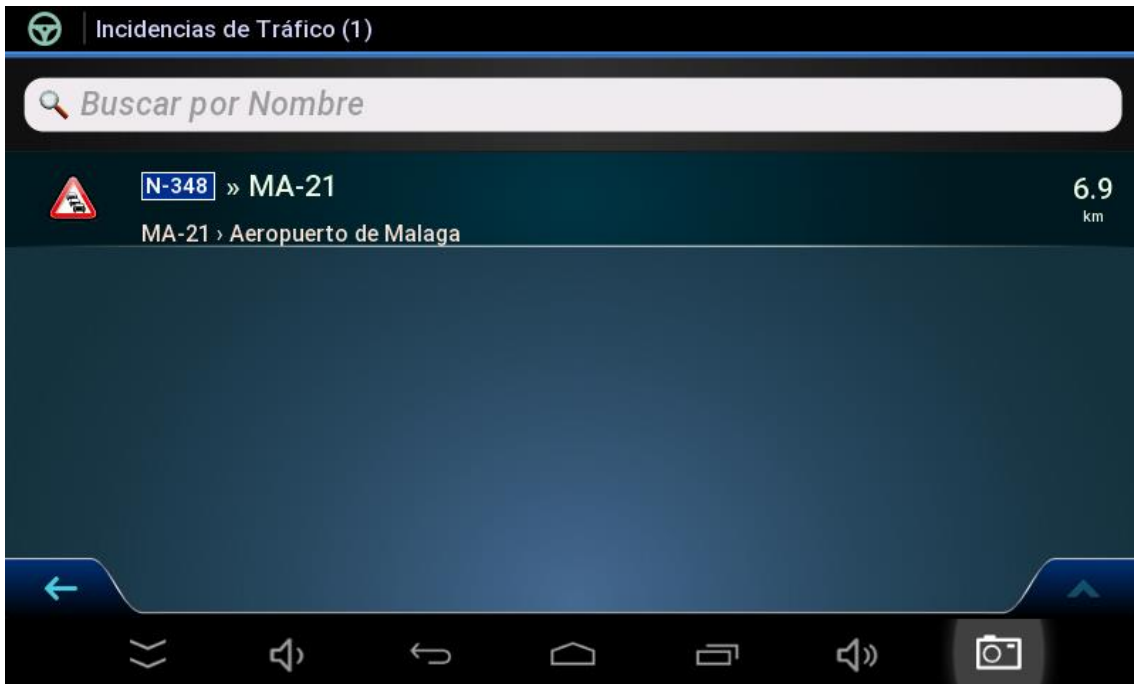 Incidencias de Tráfico (1)
Buscar por Nombre
N-348 » MA-21
6.9
km
MA-21 › Aeropuerto de Malaga